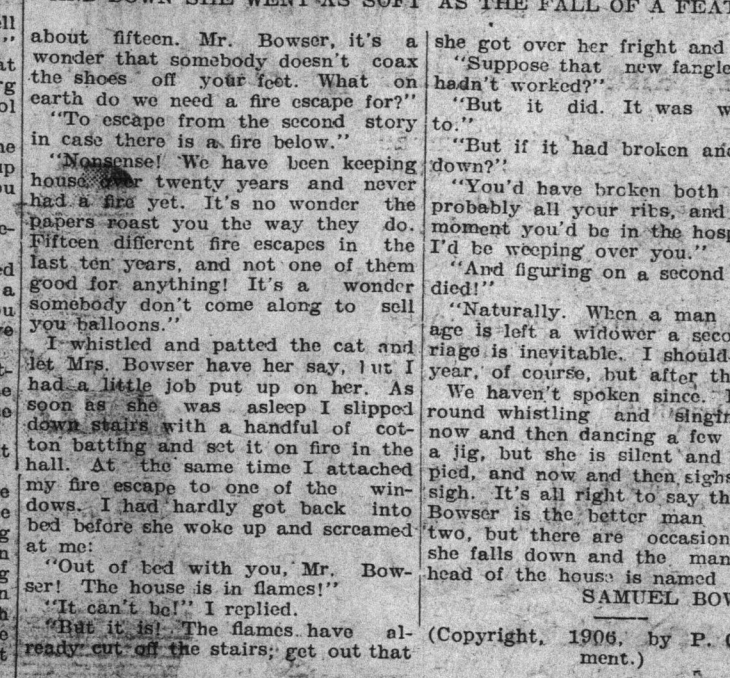 DOWN SHE WENT AS SOFT AS THE FALL OF A
about fifteen. Mr. Bowser, it's a
wonder that somebody doesn't coax
the shoes off your feet. What on
earth do we need a fire escape for?"
"To escape from the second story
in case there is a fire below."
"Nonsense! We have been keeping
house over twenty years and never
had a fire yet. It's no wonder the
papers roast you the way they do.
Fifteen different fire escapes in the
last ten years, and not one of them
good for anything! It's a wonder
somebody don't come along to sell
you balloons."
I whistled and patted the cat and
let Mrs. Bowser have her say, but I
had a little job put up on her. As
soon as she was asleep I slipped
down stairs with a handful of cot-
ton batting and set it on fire in the
hall. At the same time I attached
my fire escape to one of the win-
dows. I had hardly got back into
bed before she woke up and screamed
at me:
"Out of bed with you, Mr. Bow-
ser! The house is in flames!"
"It can't be!" I replied.
"But it is! The flames have al-
ready cut off the stairs; get out that
she got over her fright and
"Suppose that new fangle
hadn't worked?"
"But it did. It was
to."
"But if it had broken
down?"
"You'd have broken both
probably all your ribs, and
moment you'd be in the hosp
I'd be weeping over you."
"And figuring on a second
died!"
"Naturally. When a man
age is left a widower a seco
riage is inevitable. I should
year, of course, but after th
We haven't spoken since.
round whistling and singin
now and then dancing a few
a jig, but she is silent and
pied, and now and then sighs
sigh. It's all right to say th
Bowser is the better man
two, but there are occasion
she falls down and the man
head of the house is named
SAMUEL BOW
(Copyright, 1906, by P. C
ment.)